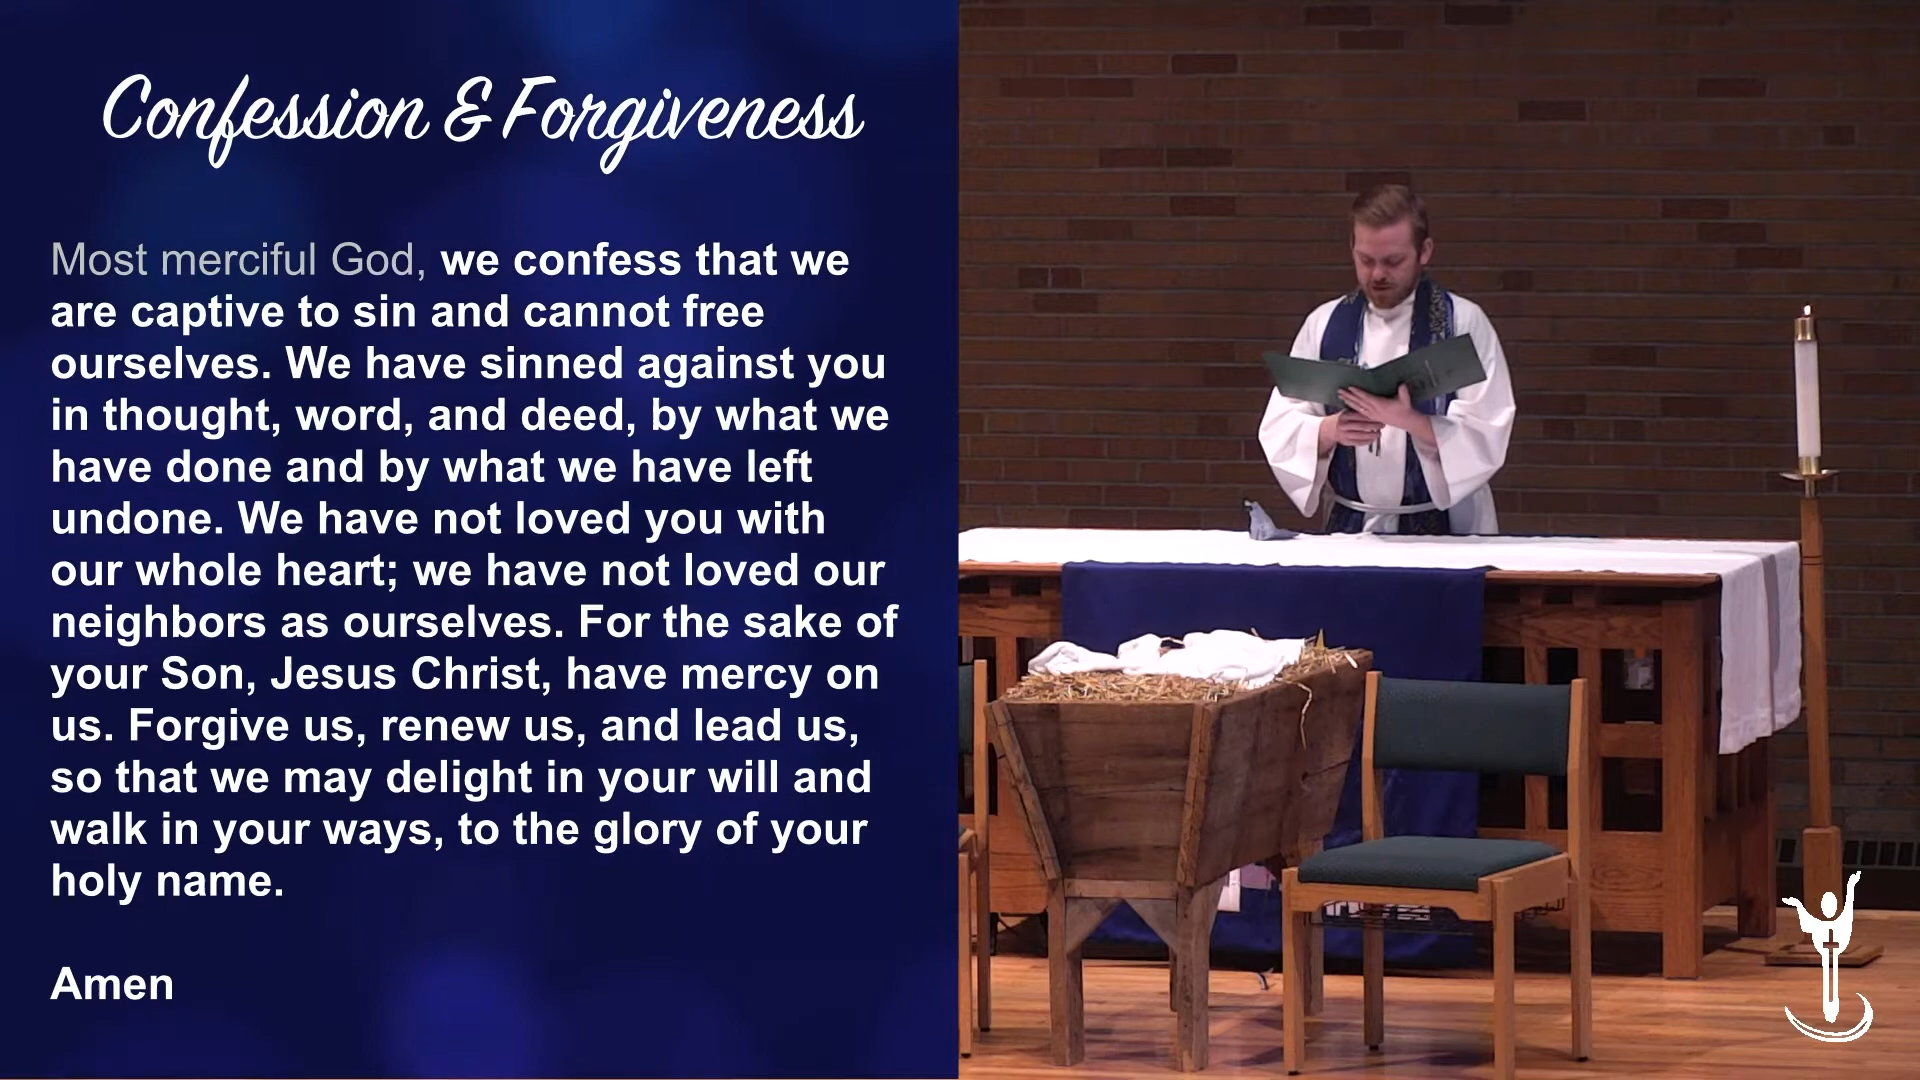 Confession & Forgiveness
Most merciful God, we confess that we
are captive to sin and cannot free
ourselves. We have sinned against you
in thought, word, and deed, by what we
have done and by what we have left
undone. We have not loved you with
our whole heart; we have not loved our
neighbors as ourselves. For the sake of
your Son, Jesus Christ, have mercy on
us. Forgive us, renew us, and lead us,
so that we may delight in your will and
walk in your ways, to the glory of your
holy name.
Amen